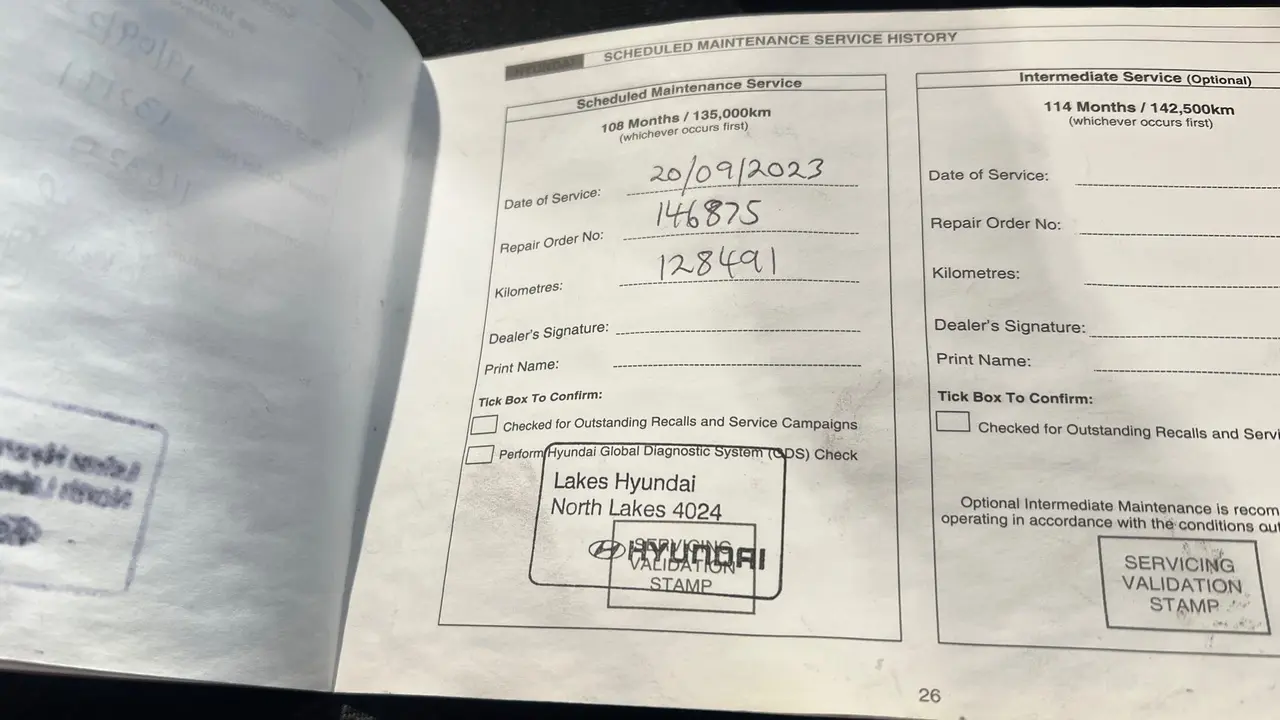 HYUNDAI
SCHEDULED MAINTENANCE SERVICE HISTORY
Scheduled Maintenance Service
108 Months / 135,000km
(whichever occurs first)
Date of Service: 20/09/2023
Repair Order No: 146875
Kilometres: 128491
Dealer's Signature:
Print Name:
Tick Box To Confirm:
Checked for Outstanding Recalls and Service Campaigns
Perform Hyundai Global Diagnostic System (GDS) Check
Lakes Hyundai
North Lakes 4024
HYUNDAI
SERVICING
VALIDATION
STAMP
Intermediate Service (Optional)
114 Months / 142,500km
(whichever occurs first)
Date of Service:
Repair Order No:
Kilometres:
Dealer's Signature:
Print Name:
Tick Box To Confirm:
Checked for Outstanding Recalls and Servi
Optional Intermediate Maintenance is recom
operating in accordance with the conditions ou
SERVICING
VALIDATION
STAMP
26